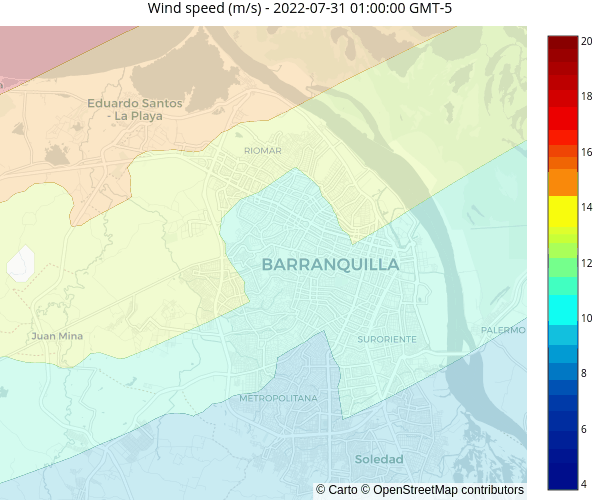 Wind speed (m/s) - 2022-07-31 01:00:00 GMT-5
20
18
16
14
12
10
8
6
4
Eduardo Santos
- La Playa
RIOMAR
BARRANQUILLA
Juan Mina
SURORIENTE
PALERMO
METROPOLITANA
Soledad
© Carto © OpenStreetMap contributors